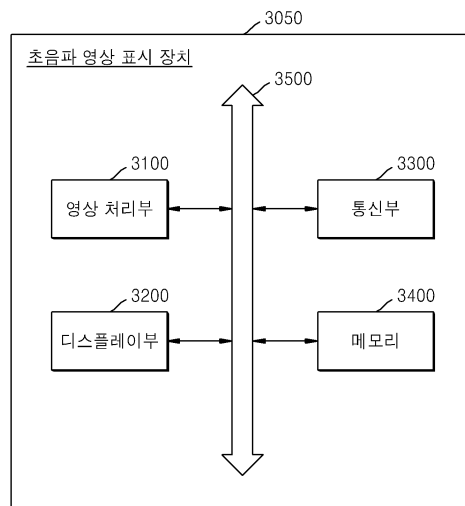 3050
초음파 영상 표시 장치
3500
3100
영상 처리부
3300
통신부
3200
디스플레이부
3400
메모리